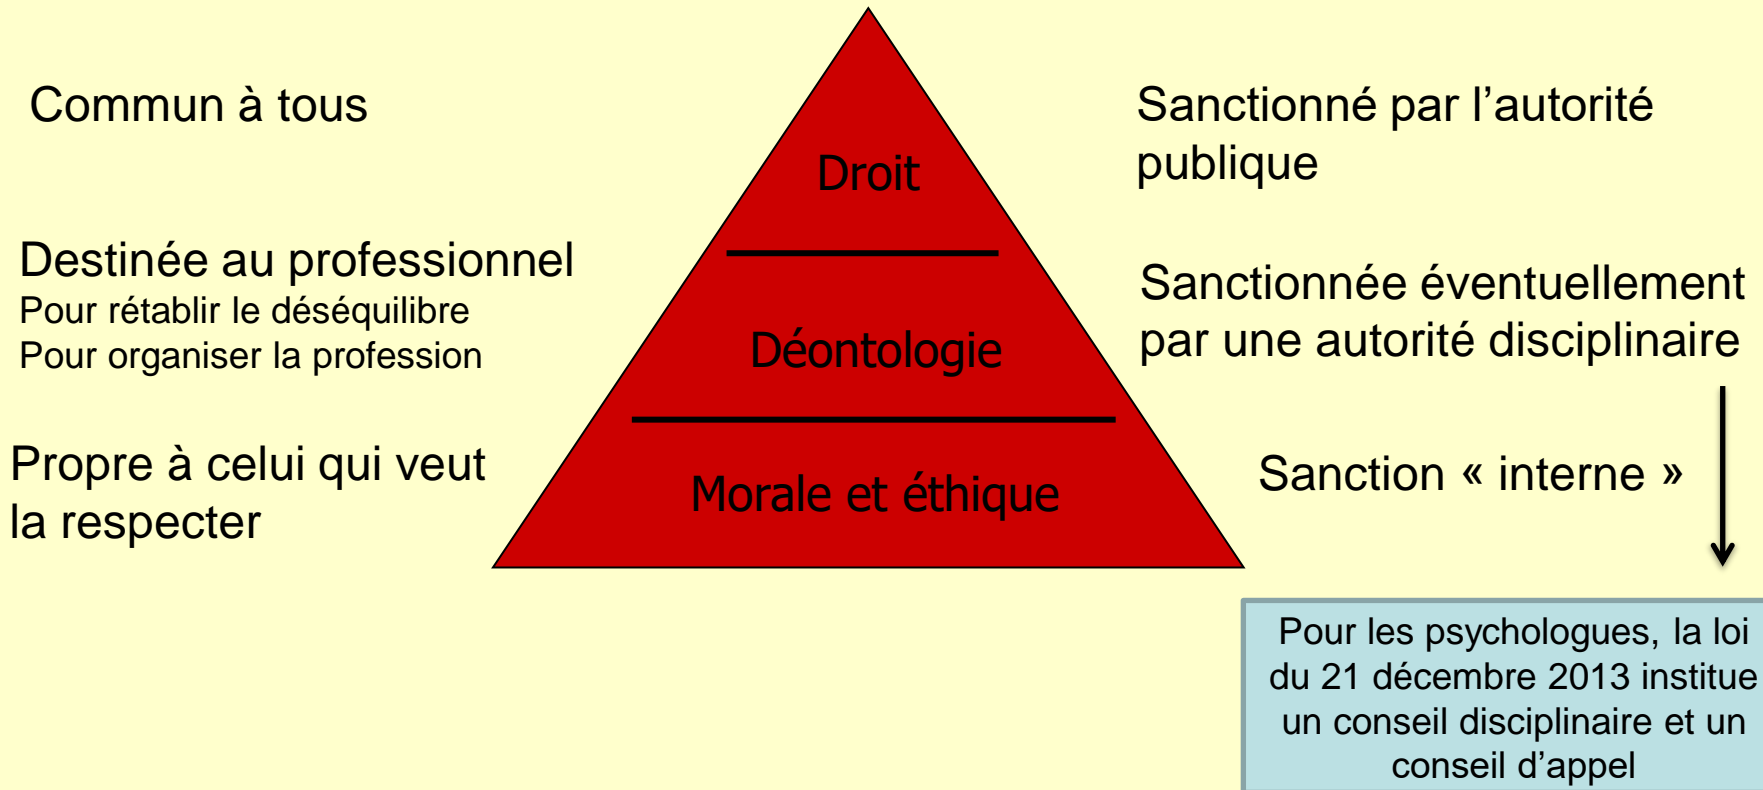 Commun à tous
Droit
Sanctionné par l’autorité
publique
Destinée au professionnel
Pour rétablir le déséquilibre
Pour organiser la profession
Déontologie
Sanctionnée éventuellement
par une autorité disciplinaire
Propre à celui qui veut
la respecter
Morale et éthique
Sanction « interne »
Pour les psychologues, la loi
du 21 décembre 2013 institue
un conseil disciplinaire et un
conseil d’appel